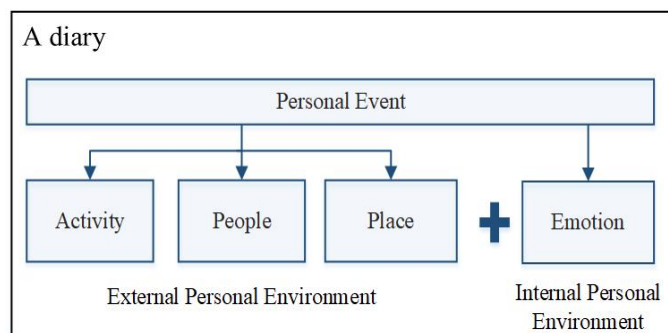 A diary
Personal Event
Activity
People
Place
Emotion
External Personal Environment
Internal Personal
Environment